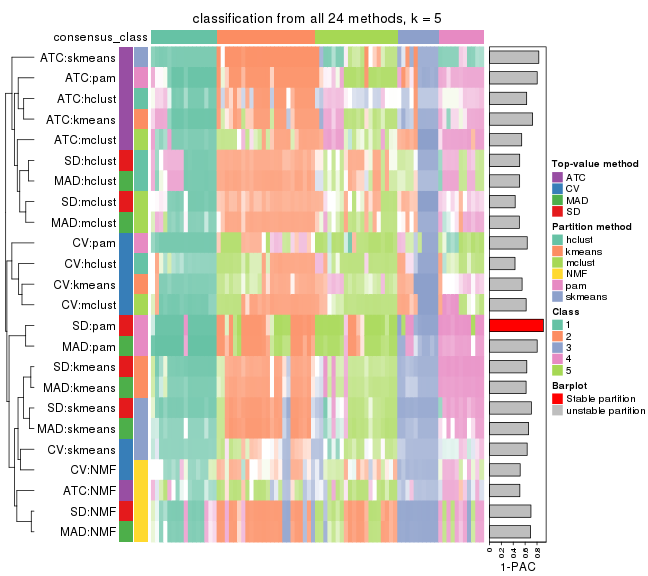 classification from all 24 methods, k = 5
consensus_class
ATC:skmeans
ATC:pam
ATC:hclust
ATC:kmeans
ATC:mclust
SD:hclust
MAD:hclust
SD:mclust
MAD:mclust
CV:pam
CV:hclust
CV:kmeans
CV:mclust
SD:pam
MAD:pam
SD:kmeans
MAD:kmeans
SD:skmeans
MAD:skmeans
CV:skmeans
CV:NMF
ATC:NMF
SD:NMF
MAD:NMF
0
0.2
0.4
0.6
0.8
1-PAC
Top-value method
ATC
CV
MAD
SD
Partition method
hclust
kmeans
mclust
NMF
pam
skmeans
Class
1
2
3
4
5
Barplot
Stable partition
unstable partition